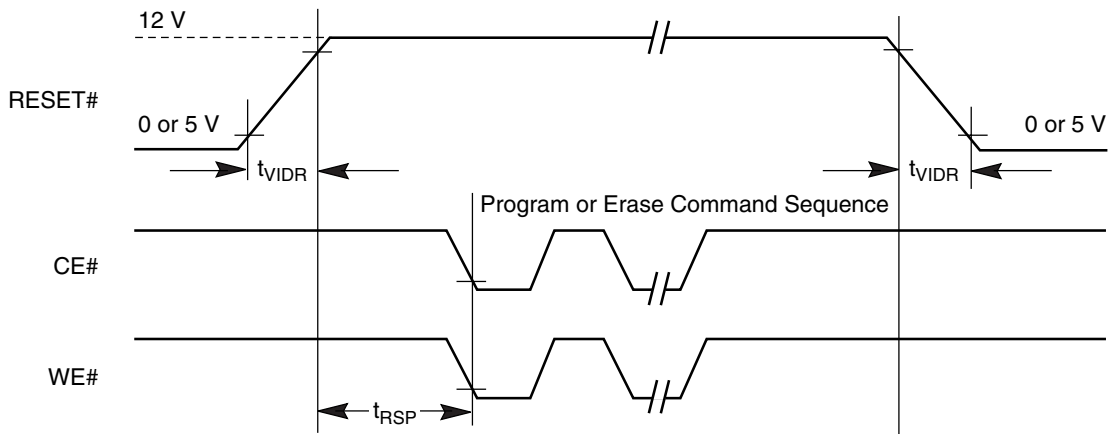 12 V
RESET#
0 or 5 V
0 or 5 V
tVIDR
tVIDR
Program or Erase Command Sequence
CE#
WE#
tRSP